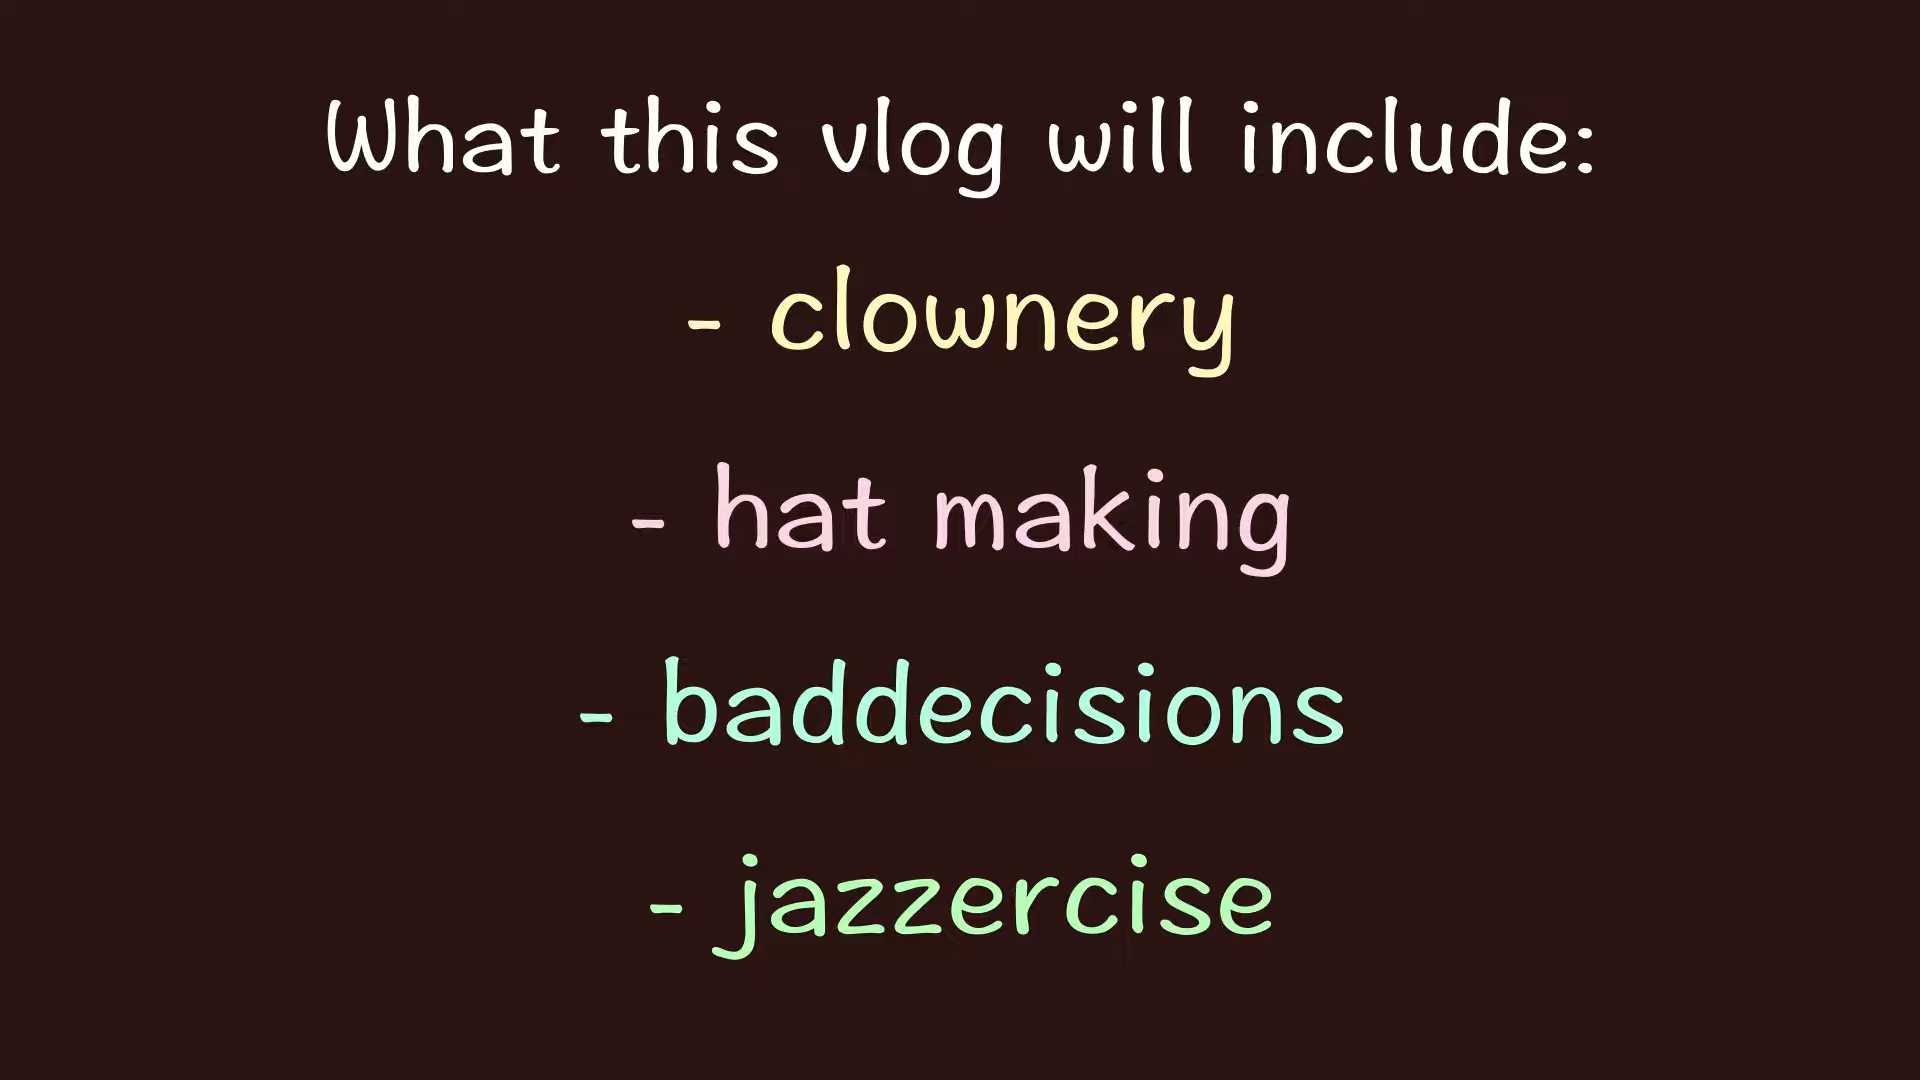 What this vlog will include:
- clownery
- hat making
- baddecisions
- jazzercise